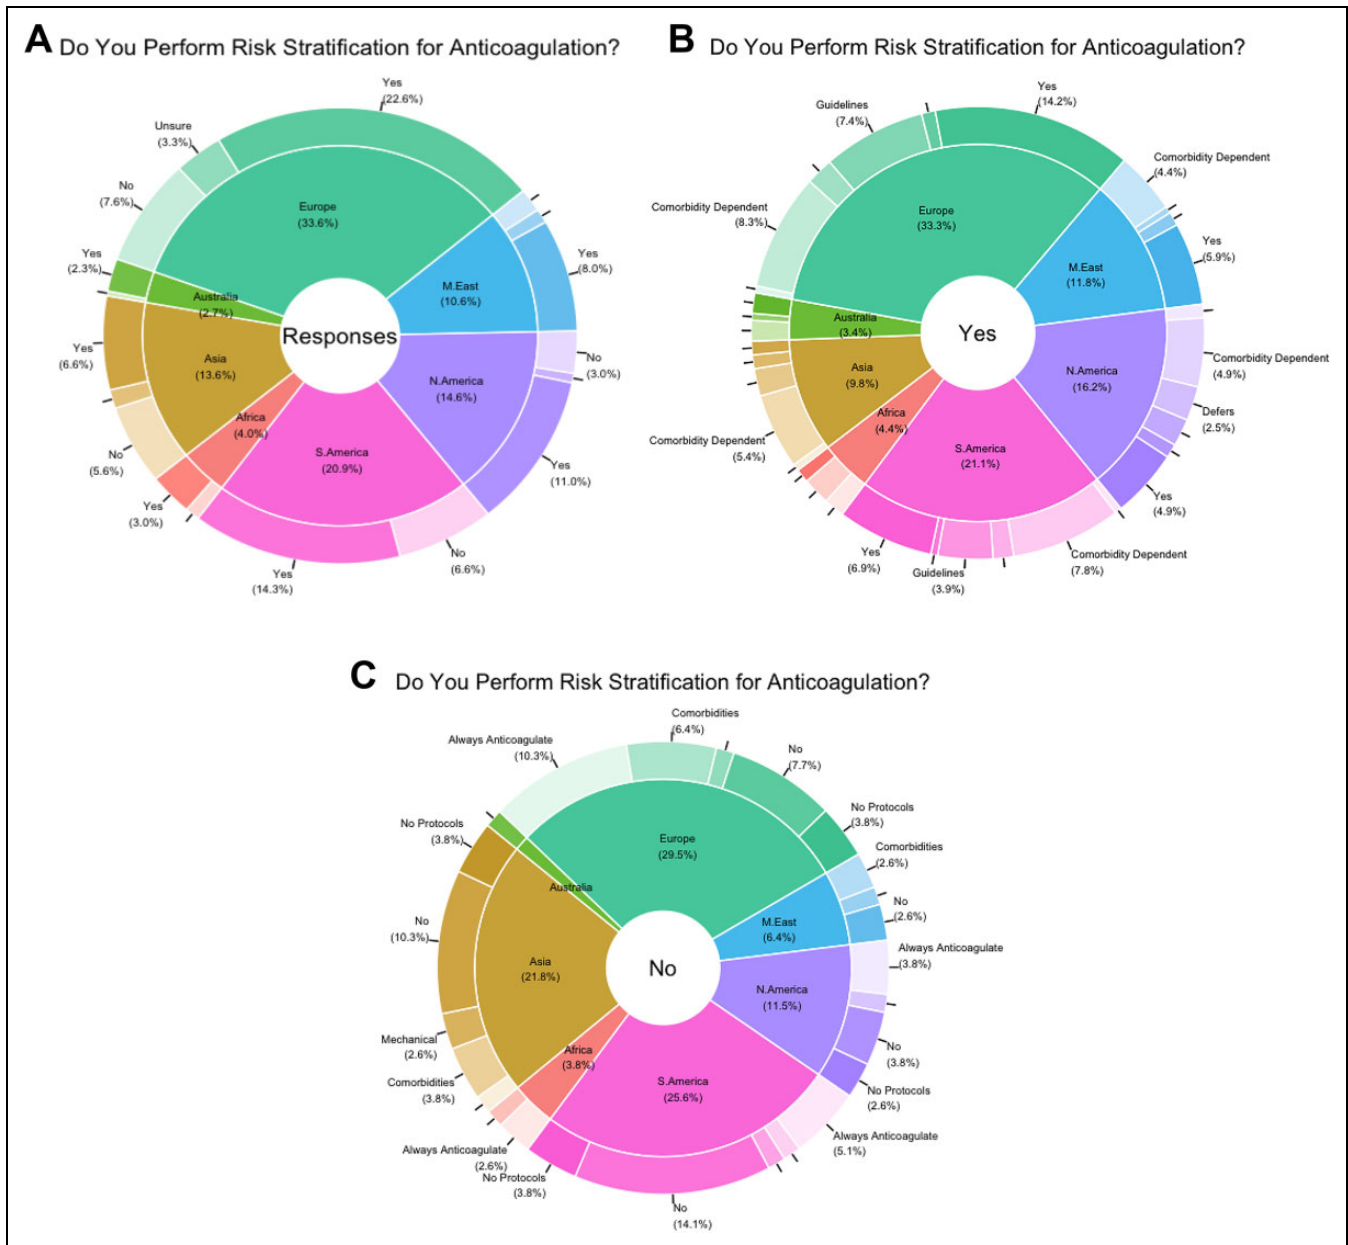 A Do You Perform Risk Stratification for Anticoagulation?
Yes
(22.6%)
Unsure
(3.3%)
No
(7.6%)
Yes
(2.3%)
Yes
(6.6%)
No
(5.6%)
Yes
(3.0%)
Yes
(14.3%)
No
(6.6%)
Yes
(11.0%)
No
(3.0%)
Yes
(8.0%)
Europe
(33.6%)
M.East
(10.6%)
Australia
(2.7%)
Responses
Asia
(13.6%)
N.America
(14.6%)
Africa
(4.0%)
S.America
(20.9%)
B Do You Perform Risk Stratification for Anticoagulation?
Yes
(14.2%)
Guidelines
(7.4%)
Comorbidity Dependent
(4.4%)
Comorbidity Dependent
(8.3%)
Yes
(5.9%)
Comorbidity Dependent
(4.9%)
Defers
(2.5%)
Yes
(4.9%)
Comorbidity Dependent
(7.8%)
Guidelines
(3.9%)
Yes
(6.9%)
Comorbidity Dependent
(5.4%)
Europe
(33.3%)
M.East
(11.8%)
Australia
(3.4%)
Yes
Asia
(9.8%)
N.America
(16.2%)
Africa
(4.4%)
S.America
(21.1%)
C Do You Perform Risk Stratification for Anticoagulation?
Comorbidities
(6.4%)
Always Anticoagulate
(10.3%)
No
(7.7%)
No Protocols
(3.8%)
Comorbidities
(2.6%)
No
(2.6%)
Always Anticoagulate
(3.8%)
No
(3.8%)
No Protocols
(2.6%)
Always Anticoagulate
(5.1%)
No
(14.1%)
No Protocols
(3.8%)
Always Anticoagulate
(2.6%)
Comorbidities
(3.8%)
Mechanical
(2.6%)
No
(10.3%)
No Protocols
(3.8%)
Europe
(29.5%)
Australia
M.East
(6.4%)
Asia
(21.8%)
No
N.America
(11.5%)
Africa
(3.8%)
S.America
(25.6%)